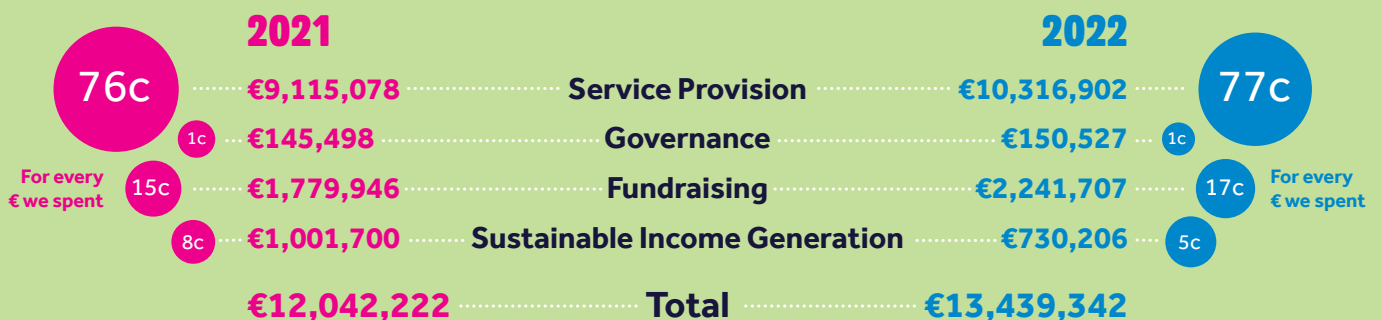 2021 2022
76c €9,115,078 Service Provision €10,316,902 77c
1c €145,498 Governance €150,527 1c
For every
€ we spent
15c €1,779,946 Fundraising €2,241,707 17c
For every
€ we spent
8c €1,001,700 Sustainable Income Generation €730,206 5c
€12,042,222 Total €13,439,342